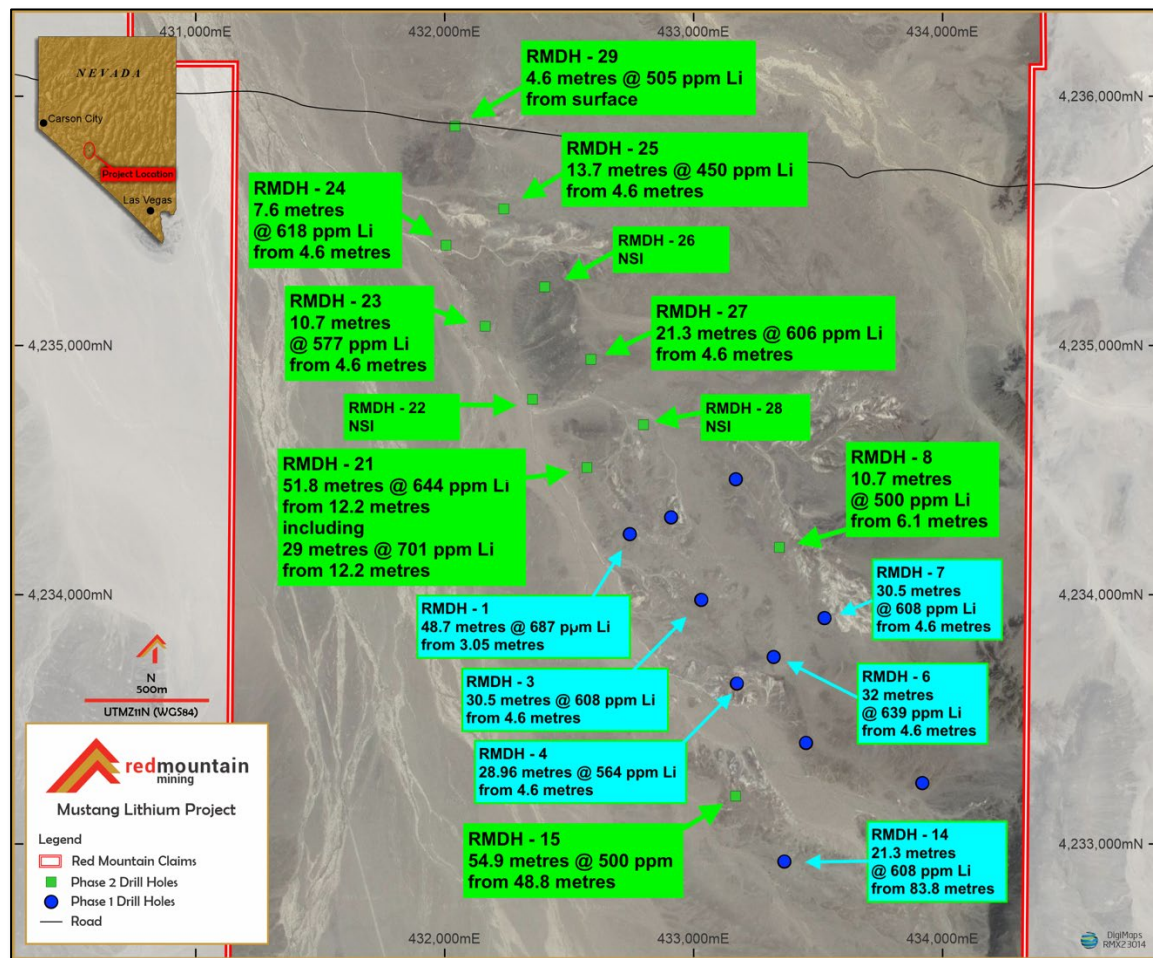 431,000mE
432,000mE
433,000mE
434,000mE
NEVADA
Carson City
Project Location
Las Vegas
RMDH - 29
4.6 metres @ 505 ppm Li
from surface
4,236,000mN
RMDH - 25
13.7 metres @ 450 ppm Li
from 4.6 metres
RMDH - 24
7.6 metres
@ 618 ppm Li
from 4.6 metres
RMDH - 26
NSI
RMDH - 23
10.7 metres
@ 577 ppm Li
from 4.6 metres
RMDH - 27
21.3 metres @ 606 ppm Li
from 4.6 metres
4,235,000mN
4,235,000mN
RMDH - 22
NSI
RMDH - 28
NSI
RMDH - 21
51.8 metres @ 644 ppm Li
from 12.2 metres
including
29 metres @ 701 ppm Li
from 12.2 metres
RMDH - 8
10.7 metres
@ 500 ppm Li
from 6.1 metres
RMDH - 7
30.5 metres
@ 608 ppm Li
from 4.6 metres
4,234,000mN
4,234,000mN
RMDH - 1
48.7 metres @ 687 ppm Li
from 3.05 metres
RMDH - 3
30.5 metres @ 608 ppm Li
from 4.6 metres
RMDH - 6
32 metres
@ 639 ppm Li
from 4.6 metres
RMDH - 4
28.96 metres @ 564 ppm Li
from 4.6 metres
RMDH - 15
54.9 metres @ 500 ppm
from 48.8 metres
RMDH - 14
21.3 metres
@ 608 ppm Li
from 83.8 metres
4,233,000mN
N
500m
UTMZ11N (WGS84)
redmountain
mining
Mustang Lithium Project
Legend
Red Mountain Claims
Phase 2 Drill Holes
Phase 1 Drill Holes
Road
431,000mE
432,000mE
433,000mE
434,000mE
DigiMaps
RMX23014